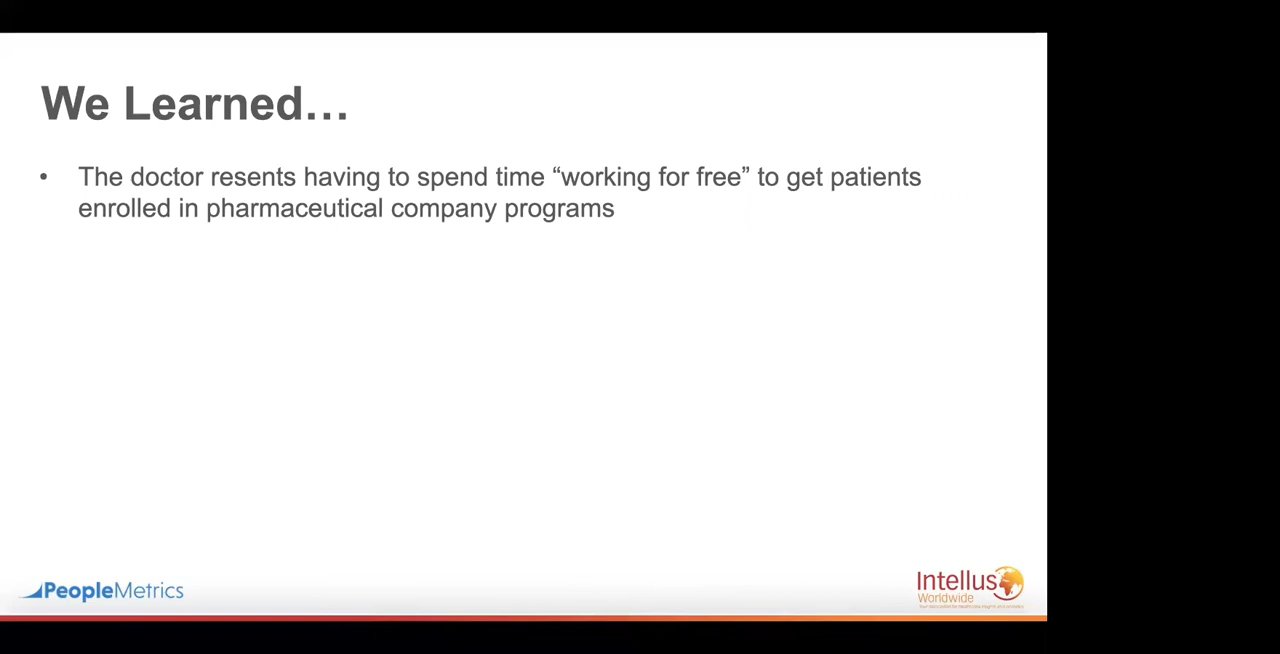 We Learned…
• The doctor resents having to spend time “working for free” to get patients
enrolled in pharmaceutical company programs
PeopleMetrics
Intellus
Worldwide